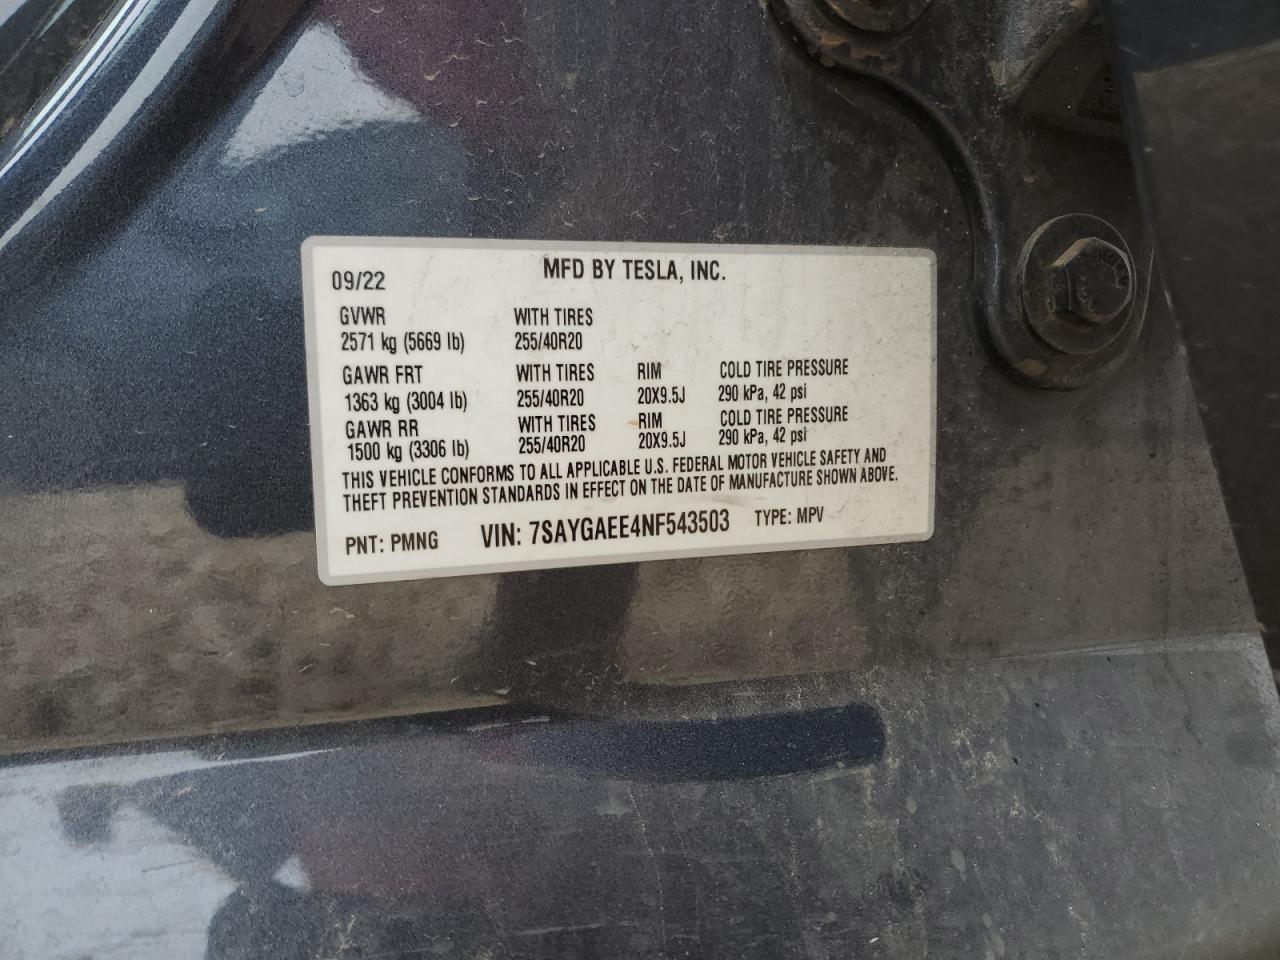 09/22 MFD BY TESLA, INC.
GVWR WITH TIRES
2571 kg (5669 lb) 255/40R20
GAWR FRT WITH TIRES RIM COLD TIRE PRESSURE
1363 kg (3004 lb) 255/40R20 20X9.5J 290 kPa, 42 psi
GAWR RR WITH TIRES RIM COLD TIRE PRESSURE
1500 kg (3306 lb) 255/40R20 20X9.5J 290 kPa, 42 psi
THIS VEHICLE CONFORMS TO ALL APPLICABLE U.S. FEDERAL MOTOR VEHICLE SAFETY AND
THEFT PREVENTION STANDARDS IN EFFECT ON THE DATE OF MANUFACTURE SHOWN ABOVE.
PNT: PMNG VIN: 7SAYGAEE4NF543503 TYPE: MPV